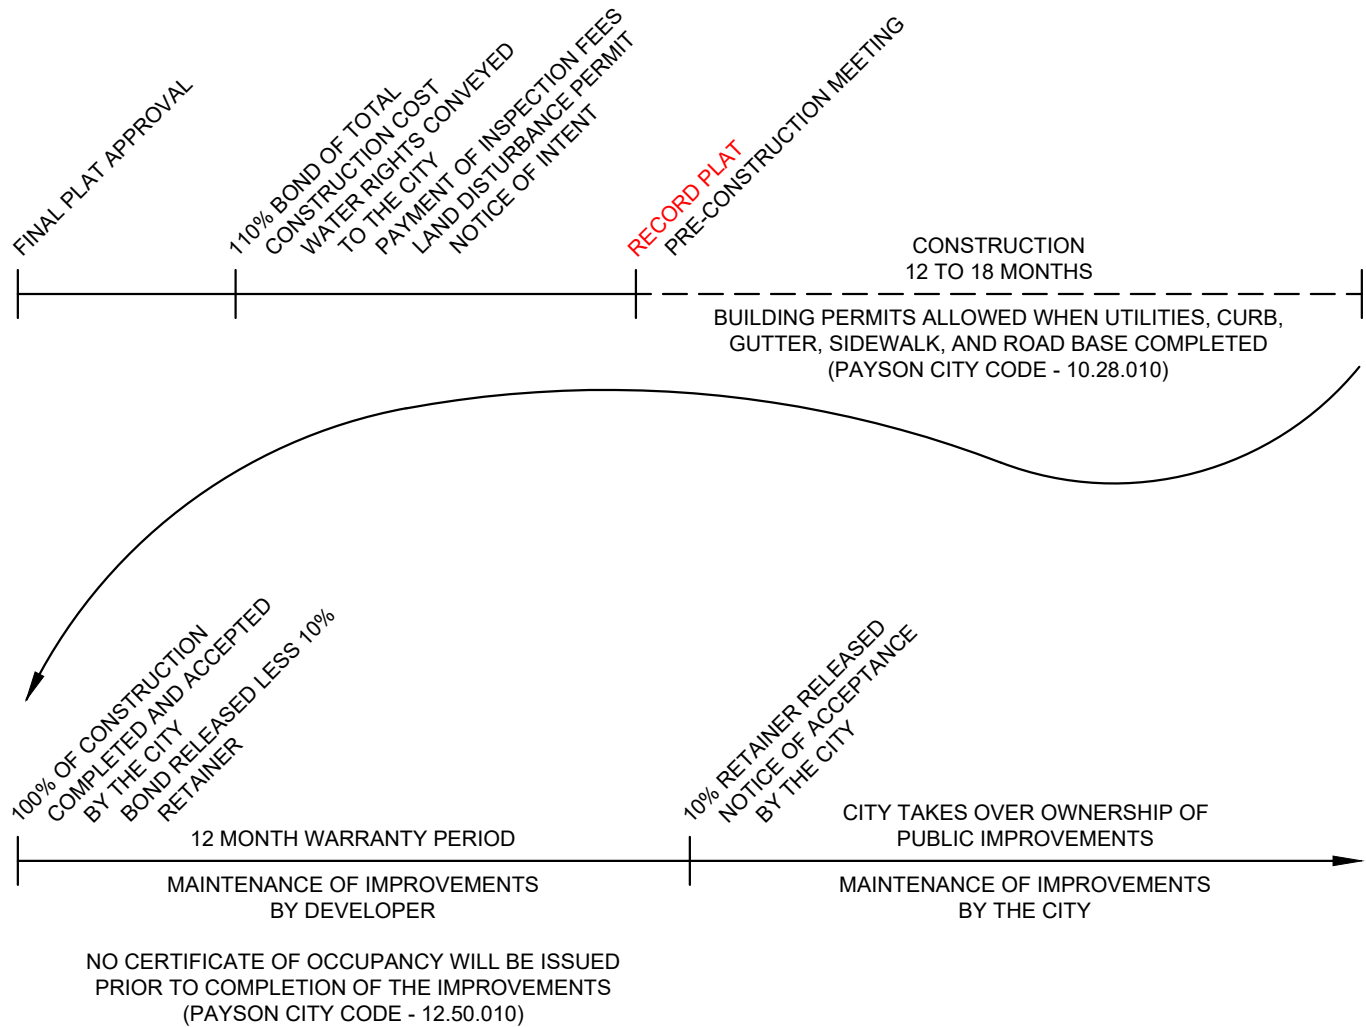 FINAL PLAT APPROVAL
110% BOND OF TOTAL
CONSTRUCTION COST
WATER RIGHTS CONVEYED
TO THE CITY
PAYMENT OF INSPECTION FEES
LAND DISTURBANCE PERMIT
NOTICE OF INTENT
RECORD PLAT
PRE-CONSTRUCTION MEETING
CONSTRUCTION
12 TO 18 MONTHS
BUILDING PERMITS ALLOWED WHEN UTILITIES, CURB,
GUTTER, SIDEWALK, AND ROAD BASE COMPLETED
(PAYSON CITY CODE - 10.28.010)
100% OF CONSTRUCTION
COMPLETED AND ACCEPTED
BY THE CITY
BOND RELEASED LESS 10%
RETAINER
12 MONTH WARRANTY PERIOD
MAINTENANCE OF IMPROVEMENTS
BY DEVELOPER
NO CERTIFICATE OF OCCUPANCY WILL BE ISSUED
PRIOR TO COMPLETION OF THE IMPROVEMENTS
(PAYSON CITY CODE - 12.50.010)
10% RETAINER RELEASED
NOTICE OF ACCEPTANCE
BY THE CITY
CITY TAKES OVER OWNERSHIP OF
PUBLIC IMPROVEMENTS
MAINTENANCE OF IMPROVEMENTS
BY THE CITY